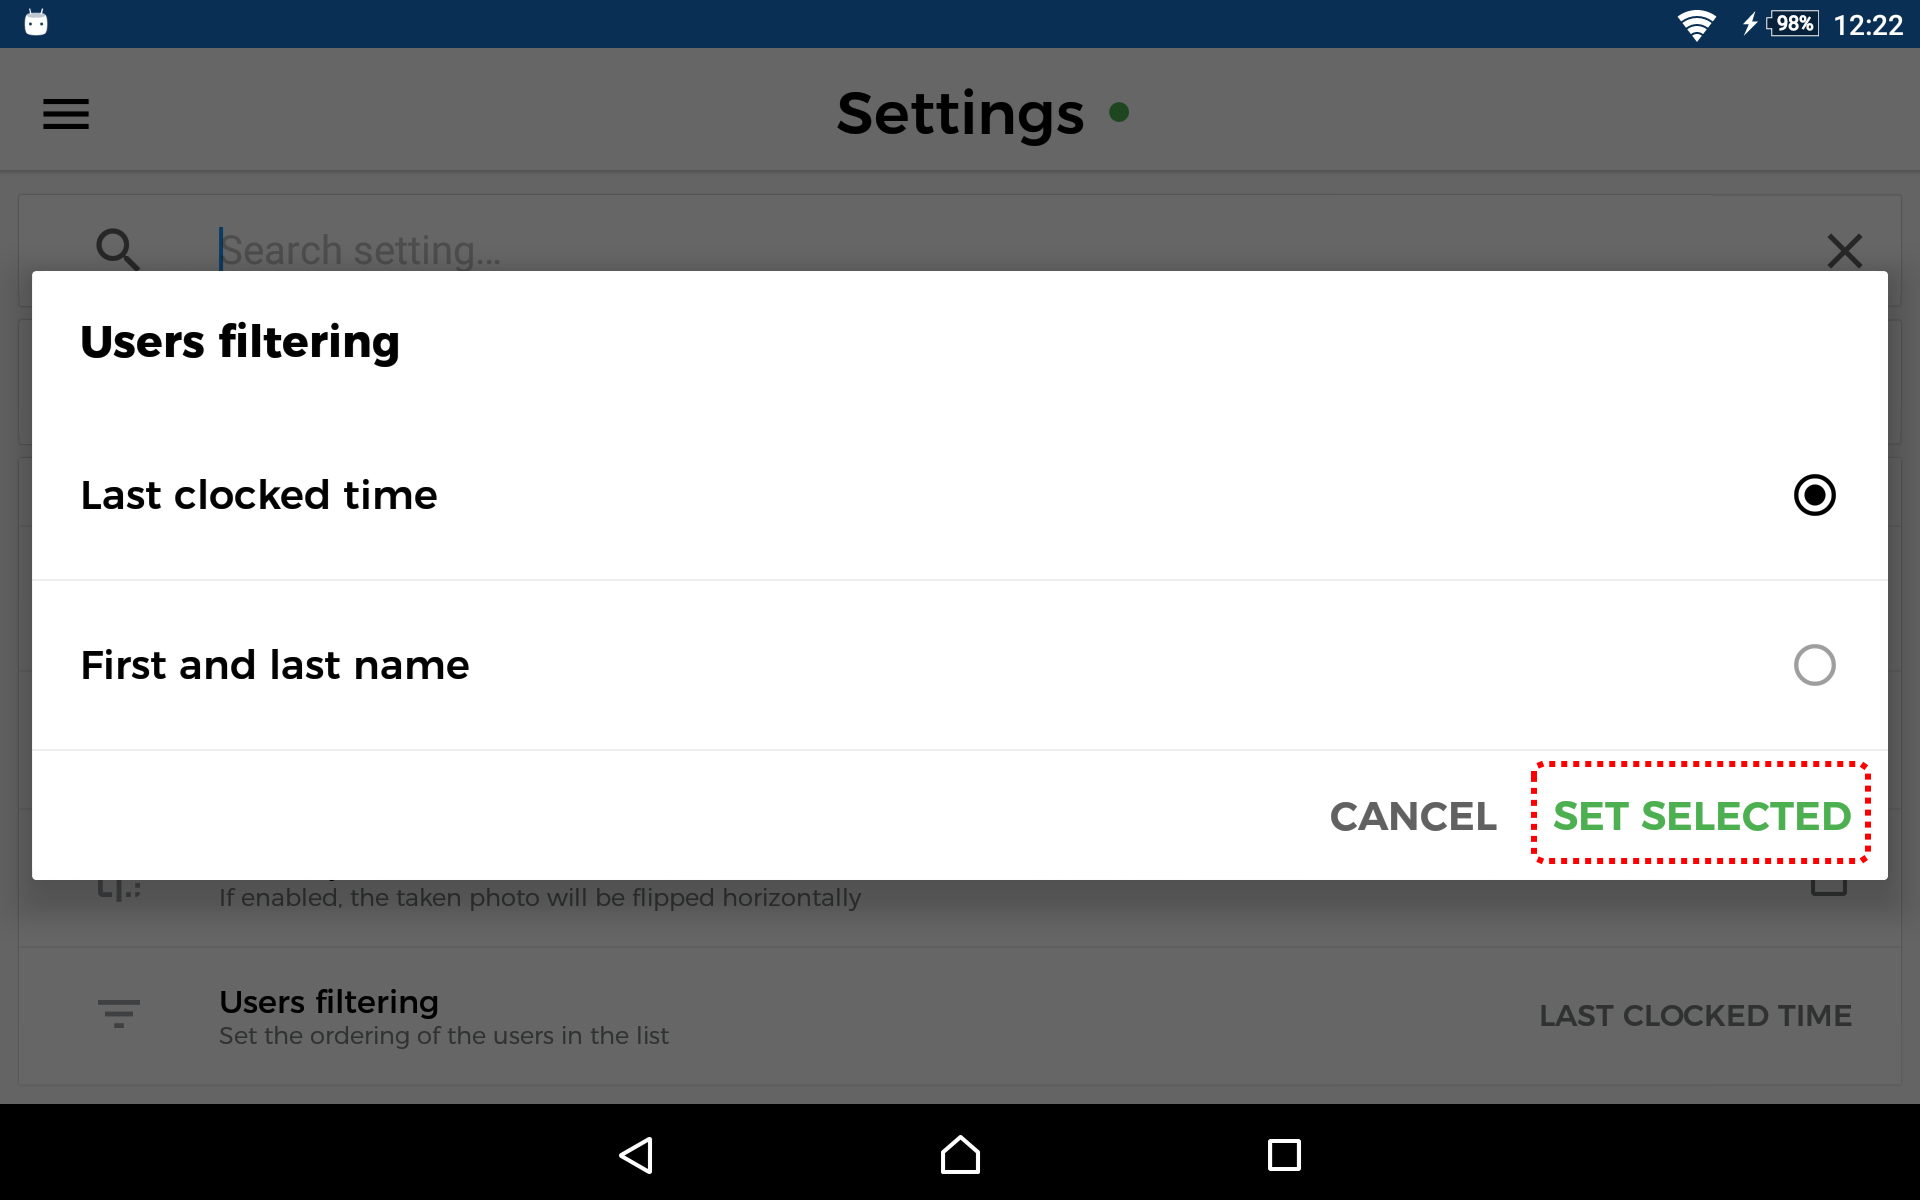 98% 12:22
Settings
Search setting...
Users filtering
Last clocked time
First and last name
CANCEL SET SELECTED
If enabled, the taken photo will be flipped horizontally
Users filtering
Set the ordering of the users in the list
LAST CLOCKED TIME